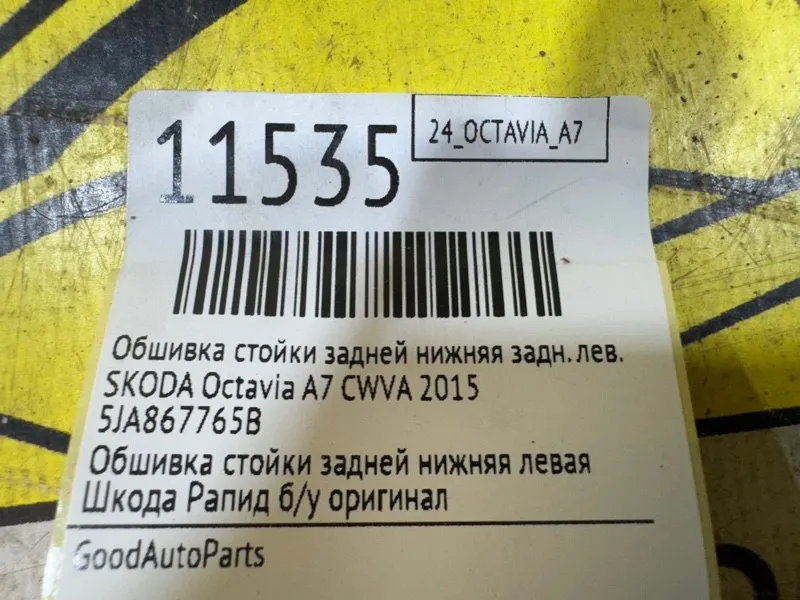 11535
24_OCTAVIA_A7
Обшивка стойки задней нижняя задн. лев.
SKODA Octavia A7 CWVA 2015
5JA867765B
Обшивка стойки задней нижняя левая
Шкода Рапид б/у оригинал
GoodAutoParts